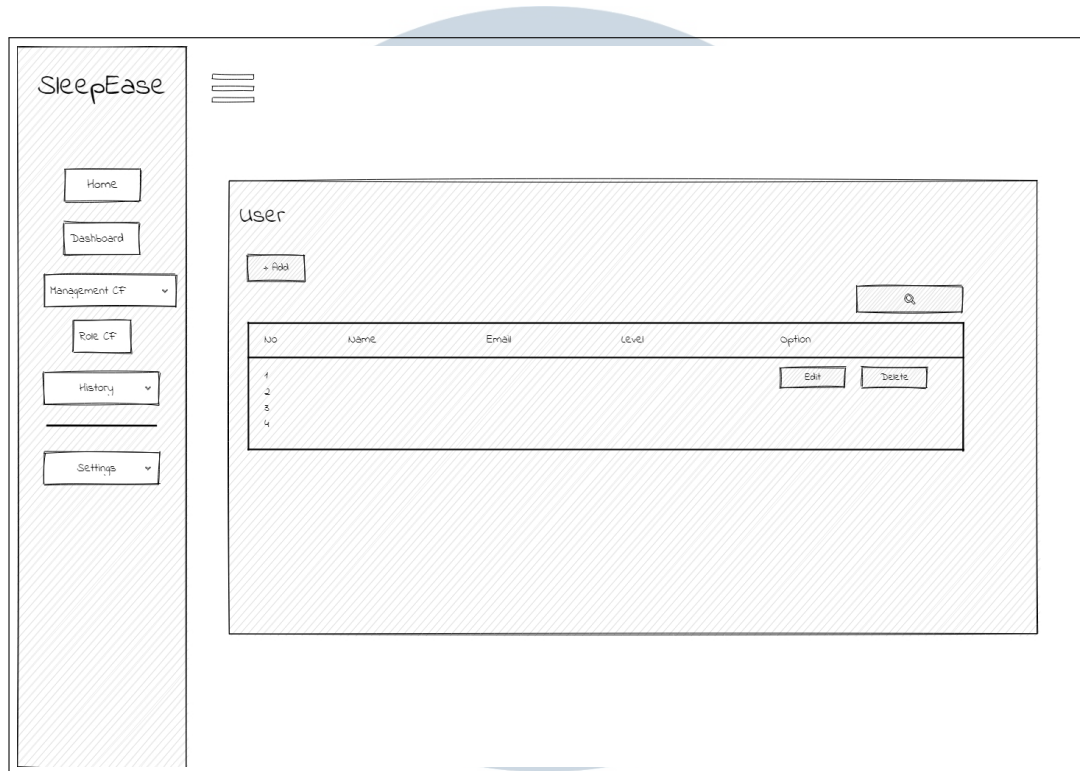 SleepEase
Home
Dashboard
Management CF
Role CF
History
Settings
User
+ Add
No Name Email Level Option
1 Edit Delete
2
3
4